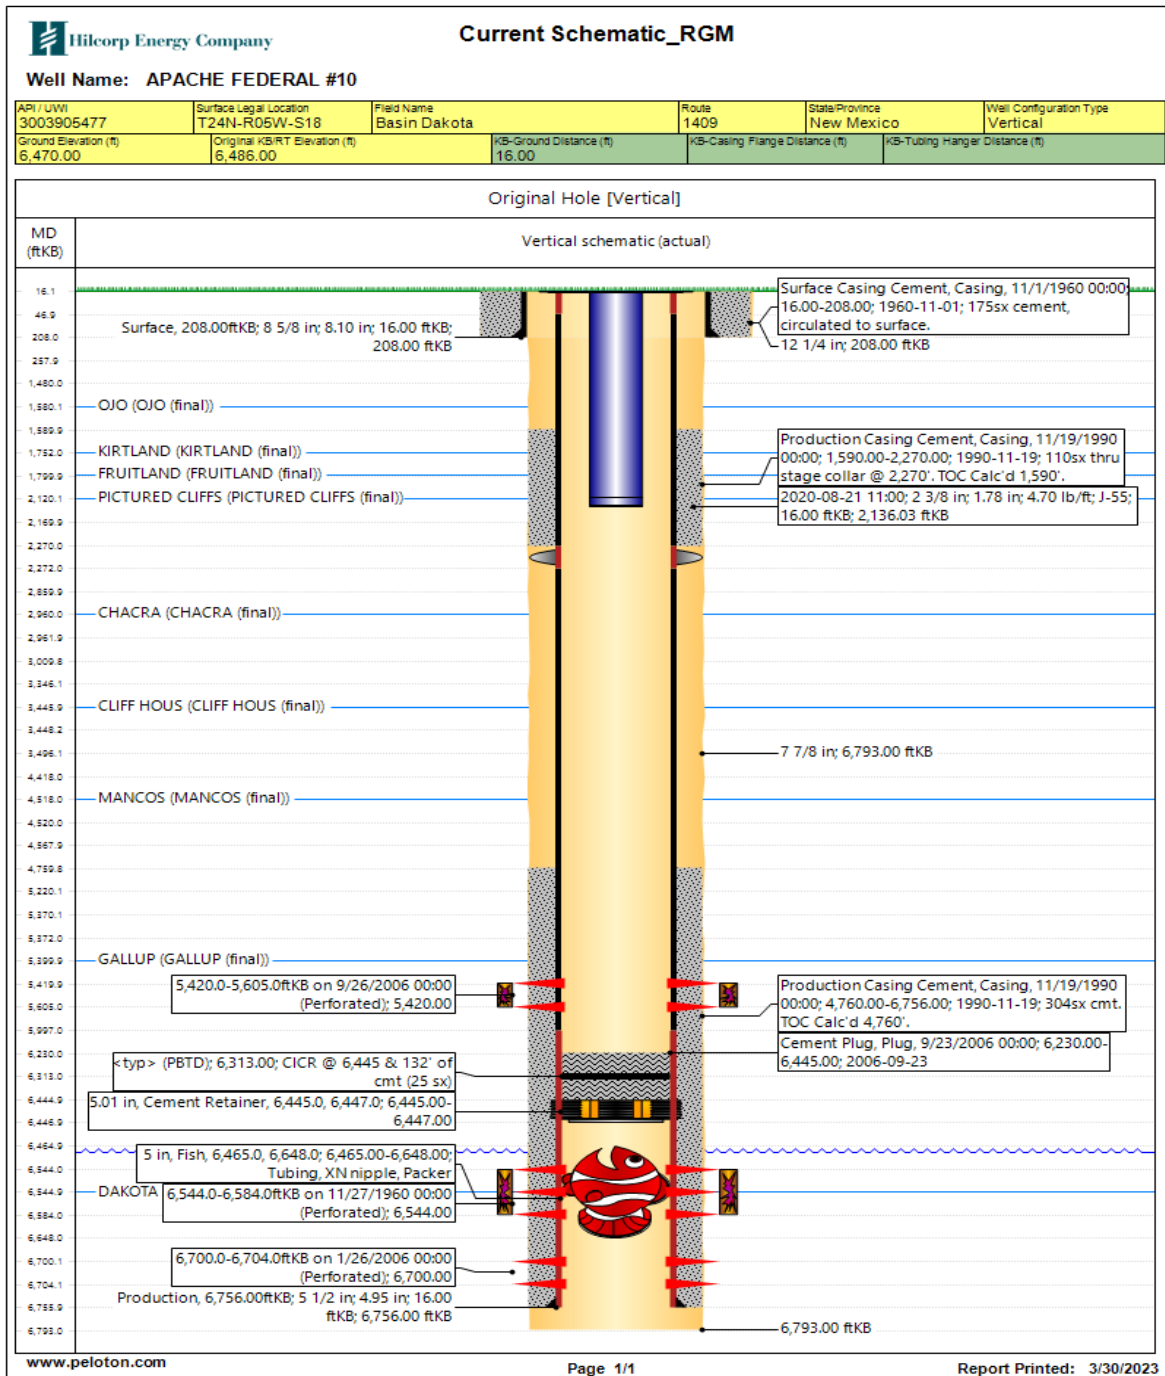 Hilcorp Energy Company
Current Schematic_RGM
Well Name: APACHE FEDERAL #10
API / UWI
3003905477
Surface Legal Location
T24N-R05W-S18
Field Name
Basin Dakota
Route
1409
State/Province
New Mexico
Well Configuration Type
Vertical
Ground Elevation (ft)
6,470.00
Original KB/RT Elevation (ft)
6,486.00
KB-Ground Distance (ft)
16.00
KB-Casing Flange Distance (ft)
KB-Tubing Hanger Distance (ft)
Original Hole [Vertical]
MD
(ftKB)
Vertical schematic (actual)
16.1
46.9
208.0
257.9
1,480.0
1,580.1
1,589.9
1,752.0
1,799.9
2,120.1
2,169.9
2,270.0
2,272.0
2,859.9
2,960.0
2,961.9
3,009.8
3,346.1
3,445.9
3,448.2
3,496.1
4,418.0
4,518.0
4,520.0
4,567.9
4,759.8
5,220.1
5,370.1
5,372.0
5,399.9
5,419.9
5,605.0
5,997.0
6,230.0
6,313.0
6,444.9
6,446.9
6,464.9
6,544.0
6,544.9
6,584.0
6,648.0
6,700.1
6,704.1
6,755.9
6,793.0
Surface, 208.00ftKB; 8 5/8 in; 8.10 in; 16.00 ftKB;
208.00 ftKB
OJO (OJO (final))
KIRTLAND (KIRTLAND (final))
FRUITLAND (FRUITLAND (final))
PICTURED CLIFFS (PICTURED CLIFFS (final))
CHACRA (CHACRA (final))
CLIFF HOUS (CLIFF HOUS (final))
MANCOS (MANCOS (final))
GALLUP (GALLUP (final))
5,420.0-5,605.0ftKB on 9/26/2006 00:00
(Perforated); 5,420.00
<typ> (PBTD); 6,313.00; CICR @ 6,445 & 132' of
cmt (25 sx)
5.01 in, Cement Retainer, 6,445.0, 6,447.0; 6,445.00-
6,447.00
5 in, Fish, 6,465.0, 6,648.0; 6,465.00-6,648.00;
Tubing, XN nipple, Packer
DAKOTA
6,544.0-6,584.0ftKB on 11/27/1960 00:00
(Perforated); 6,544.00
6,700.0-6,704.0ftKB on 1/26/2006 00:00
(Perforated); 6,700.00
Production, 6,756.00ftKB; 5 1/2 in; 4.95 in; 16.00
ftKB; 6,756.00 ftKB
Surface Casing Cement, Casing, 11/1/1960 00:00;
16.00-208.00; 1960-11-01; 175sx cement,
circulated to surface.
12 1/4 in; 208.00 ftKB
Production Casing Cement, Casing, 11/19/1990
00:00; 1,590.00-2,270.00; 1990-11-19; 110sx thru
stage collar @ 2,270'. TOC Calc'd 1,590'.
2020-08-21 11:00; 2 3/8 in; 1.78 in; 4.70 lb/ft; J-55;
16.00 ftKB; 2,136.03 ftKB
7 7/8 in; 6,793.00 ftKB
Production Casing Cement, Casing, 11/19/1990
00:00; 4,760.00-6,756.00; 1990-11-19; 304sx cmt.
TOC Calc'd 4,760'.
Cement Plug, Plug, 9/23/2006 00:00; 6,230.00-
6,445.00; 2006-09-23
6,793.00 ftKB
www.peloton.com
Page 1/1
Report Printed: 3/30/2023